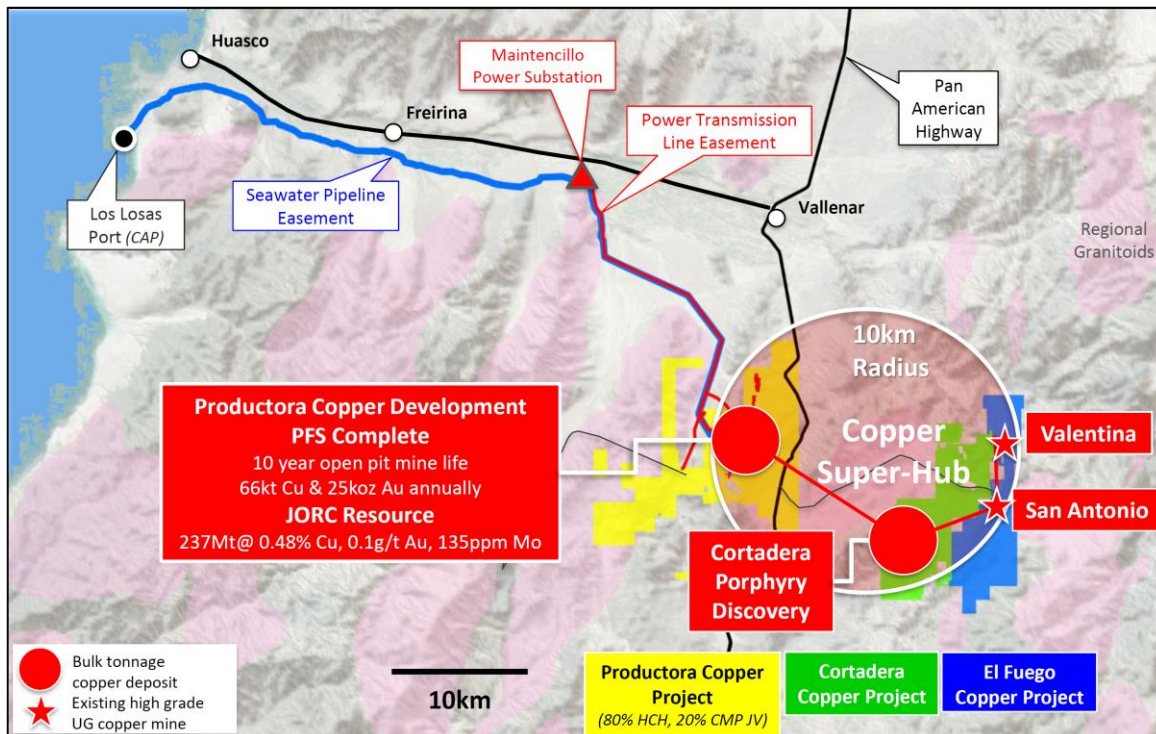 Huasco
Maintencillo
Power Substation
Pan
American
Highway
Freirina
Power Transmission
Line Easement
Seawater Pipeline
Easement
Los Losas
Port (CAP)
Vallenar
Regional
Granitoids
10km
Radius
Copper
Super-Hub
Productora Copper Development
PFS Complete
10 year open pit mine life
66kt Cu & 25koz Au annually
JORC Resource
237Mt@ 0.48% Cu, 0.1g/t Au, 135ppm Mo
Valentina
San Antonio
Cortadera
Porphyry
Discovery
Bulk tonnage
copper deposit
Existing high grade
UG copper mine
10km
Productora Copper
Project
(80% HCH, 20% CMP JV)
Cortadera
Copper Project
El Fuego
Copper Project